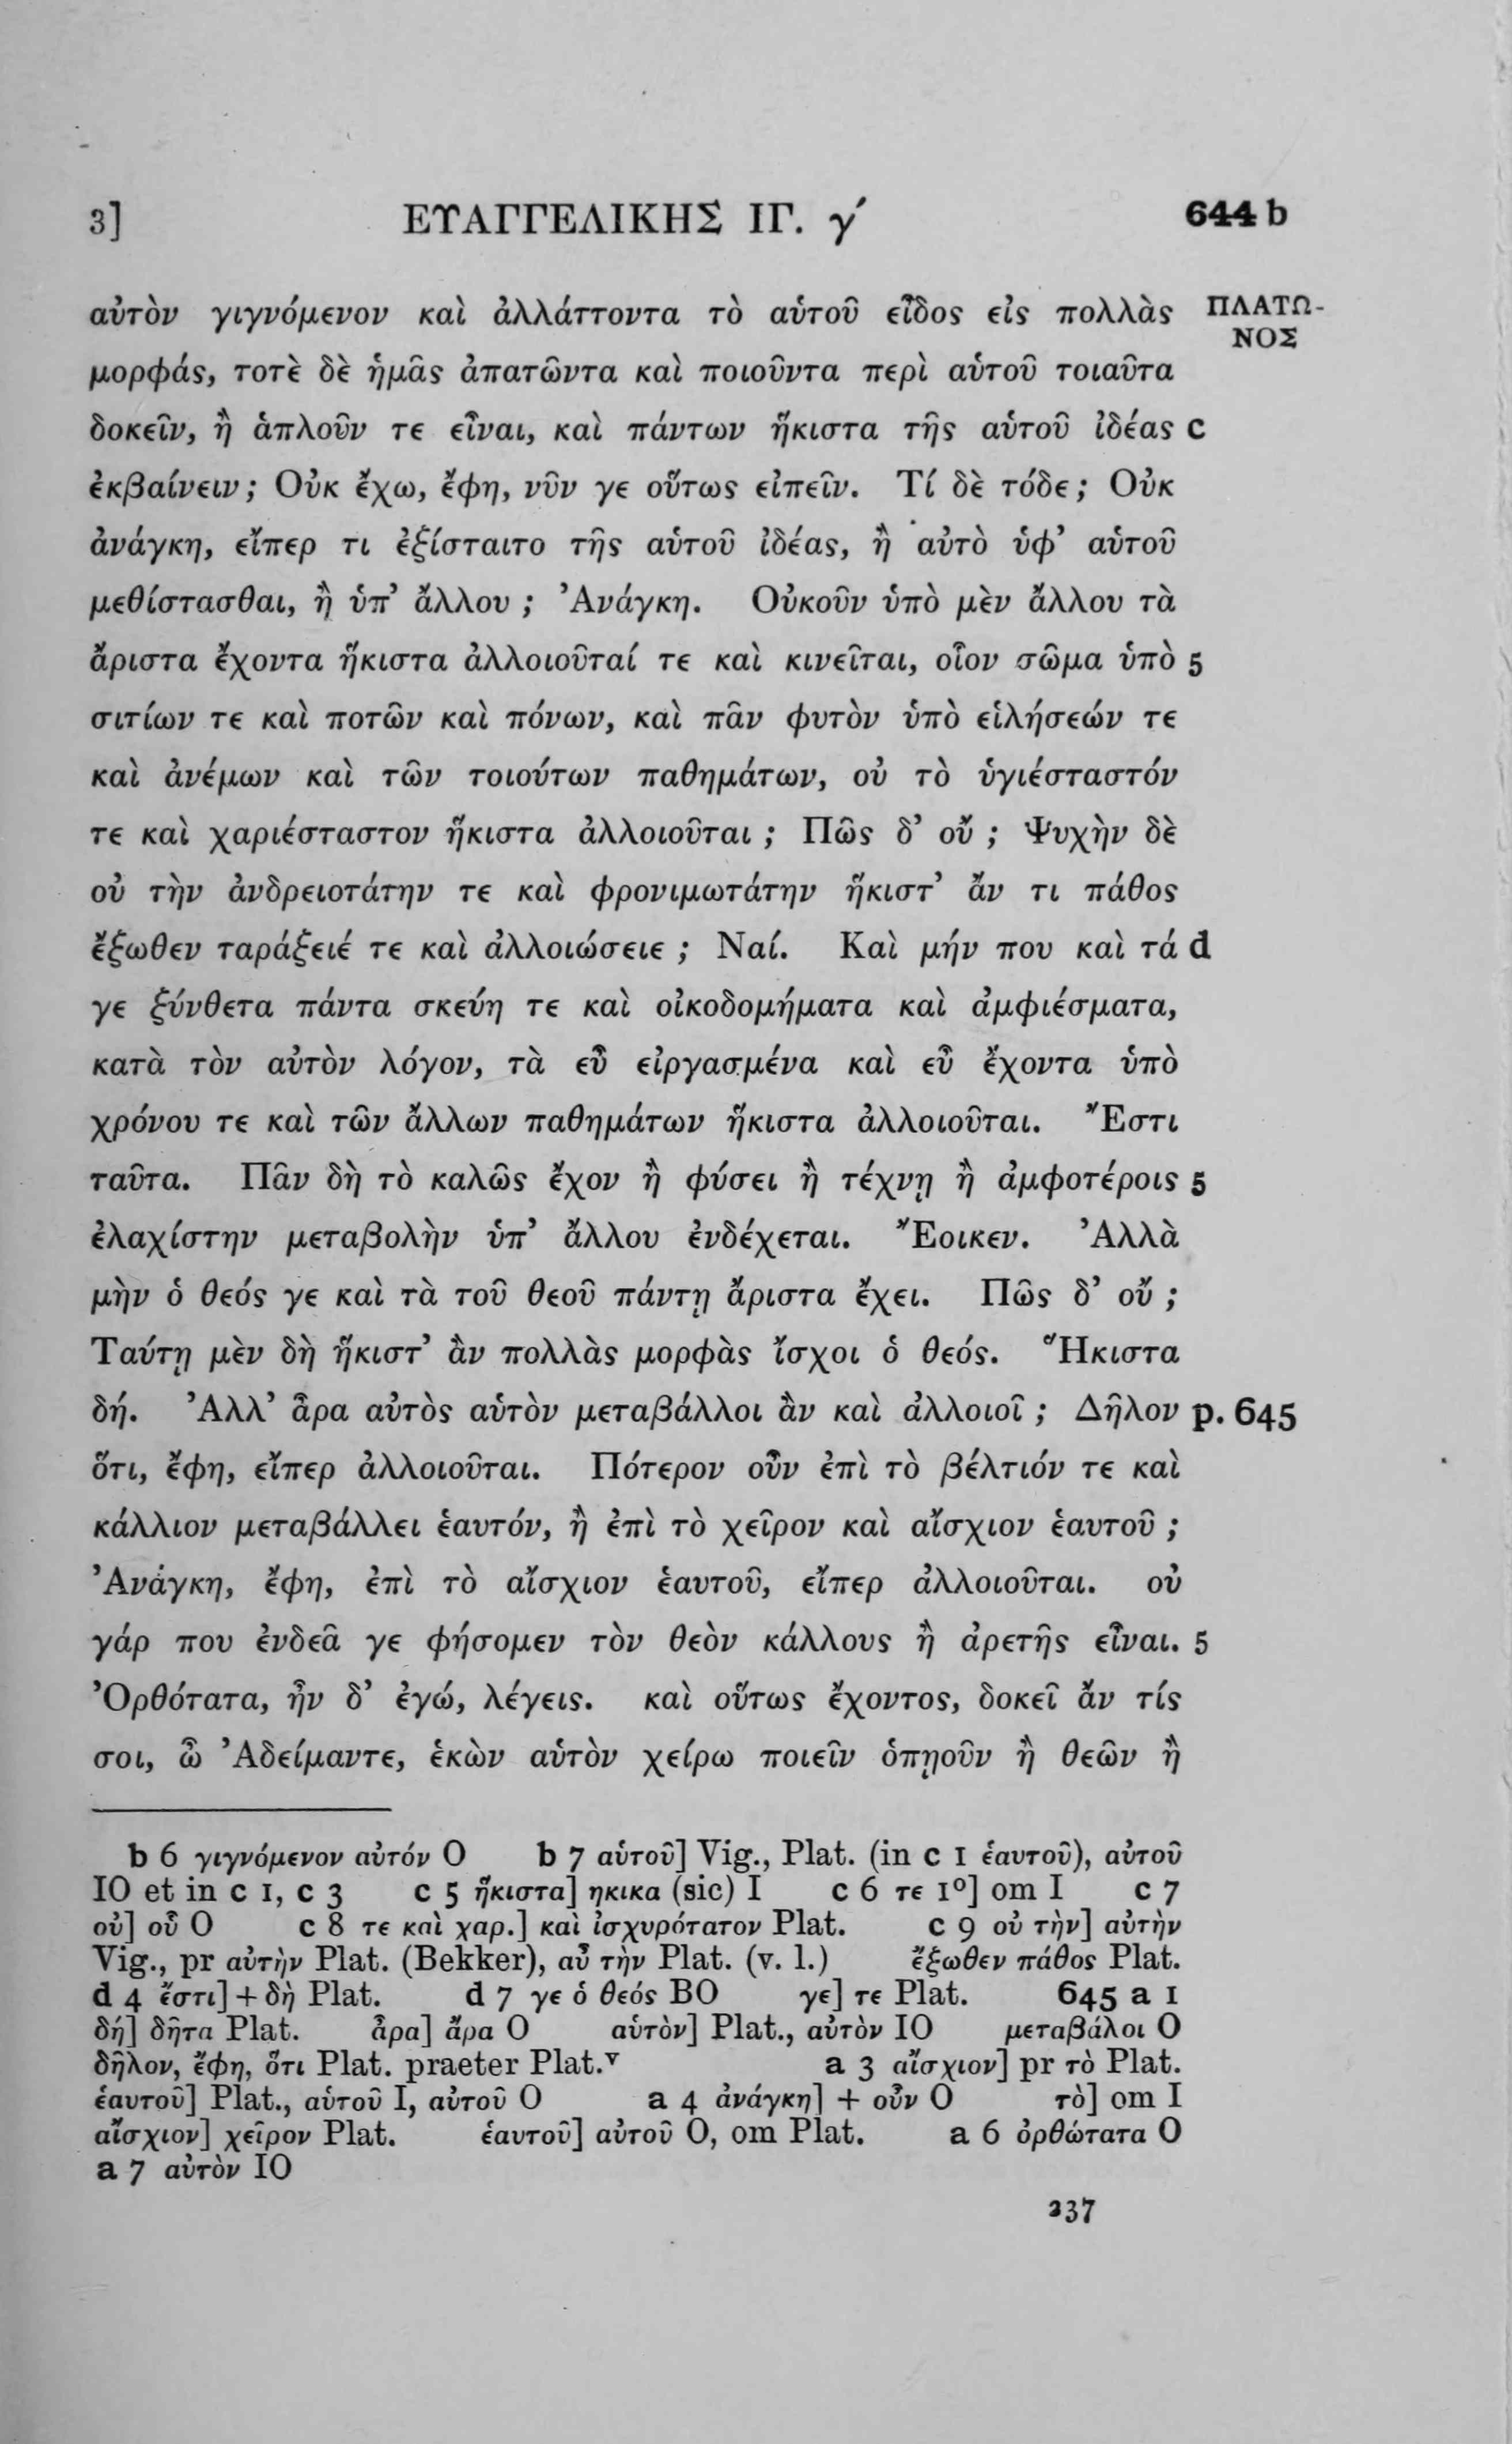 3] ΕΥΑΓΓΕΛΙΚΗΣ ΙΓ. γ´ 644 b
αὐτὸν γιγνόμενον καὶ ἀλλάττοντα τὸ αὑτοῦ εἶδος εἰς πολλὰς ΠΛΑΤΩ-
ΝΟΣ
μορφάς, τοτὲ δὲ ἡμᾶς ἀπατῶντα καὶ ποιοῦντα περὶ αὑτοῦ τοιαῦτα
δοκεῖν, ἢ ἁπλοῦν τε εἶναι, καὶ πάντων ἥκιστα τῆς αὑτοῦ ἰδέας c
ἐκβαίνειν; Οὐκ ἔχω, ἔφη, νῦν γε οὕτως εἰπεῖν. Τί δὲ τόδε; Οὐκ
ἀνάγκη, εἴπερ τι ἐξίσταιτο τῆς αὑτοῦ ἰδέας, ἢ αὐτὸ ὑφ’ αὑτοῦ
μεθίστασθαι, ἢ ὑπ’ ἄλλου; Ἀνάγκη. Οὐκοῦν ὑπὸ μὲν ἄλλου τὰ
ἄριστα ἔχοντα ἥκιστα ἀλλοιοῦταί τε καὶ κινεῖται, οἷον σῶμα ὑπὸ 5
σιτίων τε καὶ ποτῶν καὶ πόνων, καὶ πᾶν φυτὸν ὑπὸ εἱλήσεών τε
καὶ ἀνέμων καὶ τῶν τοιούτων παθημάτων, οὐ τὸ ὑγιέσταστόν
τε καὶ χαριέσταστον ἥκιστα ἀλλοιοῦται; Πῶς δ’ οὔ; Ψυχὴν δὲ
οὐ τὴν ἀνδρειοτάτην τε καὶ φρονιμωτάτην ἥκιστ’ ἄν τι πάθος
ἔξωθεν ταράξειέ τε καὶ ἀλλοιώσειε; Ναί. Καὶ μήν που καὶ τά d
γε ξύνθετα πάντα σκεύη τε καὶ οἰκοδομήματα καὶ ἀμφιέσματα,
κατὰ τὸν αὐτὸν λόγον, τὰ εὖ εἰργασμένα καὶ εὖ ἔχοντα ὑπὸ
χρόνου τε καὶ τῶν ἄλλων παθημάτων ἥκιστα ἀλλοιοῦται. Ἔστι
ταῦτα. Πᾶν δὴ τὸ καλῶς ἔχον ἢ φύσει ἢ τέχνῃ ἢ ἀμφοτέροις 5
ἐλαχίστην μεταβολὴν ὑπ’ ἄλλου ἐνδέχεται. Ἔοικεν. Ἀλλὰ
μὴν ὁ θεός γε καὶ τὰ τοῦ θεοῦ πάντῃ ἄριστα ἔχει. Πῶς δ’ οὔ;
Ταύτῃ μὲν δὴ ἥκιστ’ ἂν πολλὰς μορφὰς ἴσχοι ὁ θεός. Ἥκιστα
δή. Ἀλλ’ ἆρα αὐτὸς αὑτὸν μεταβάλλοι ἂν καὶ ἀλλοιοῖ; Δῆλον p. 645
ὅτι, ἔφη, εἴπερ ἀλλοιοῦται. Πότερον οὖν ἐπὶ τὸ βέλτιόν τε καὶ
κάλλιον μεταβάλλει ἑαυτόν, ἢ ἐπὶ τὸ χεῖρον καὶ αἴσχιον ἑαυτοῦ;
Ἀνάγκη, ἔφη, ἐπὶ τὸ αἴσχιον ἑαυτοῦ, εἴπερ ἀλλοιοῦται. οὐ
γάρ που ἐνδεᾶ γε φήσομεν τὸν θεὸν κάλλους ἢ ἀρετῆς εἶναι. 5
Ὀρθότατα, ἦν δ’ ἐγώ, λέγεις. καὶ οὕτως ἔχοντος, δοκεῖ ἄν τίς
σοι, ὦ Ἀδείμαντε, ἑκὼν αὑτὸν χείρω ποιεῖν ὁπῃοῦν ἢ θεῶν ἢ
b 6 γιγνόμενον αὐτόν O b 7 αὑτοῦ] Vig., Plat. (in c 1 ἑαυτοῦ), αὐτοῦ
IO et in c 1, c 3 c 5 ἥκιστα] ηκικα (sic) I c 6 τε 1⁰] om I c 7
οὐ] οὗ O c 8 τε καὶ χαρ.] καὶ ἰσχυρότατον Plat. c 9 οὐ τὴν] αὐτὴν
Vig., pr αὐτὴν Plat. (Bekker), αὖ τὴν Plat. (v. l.) ἔξωθεν πάθος Plat.
d 4 ἔστι] + δὴ Plat. d 7 γε ὁ θεός BO γε] τε Plat. 645 a 1
δή] δῆτα Plat. ἆρα] ἄρα O αὑτὸν] Plat., αὐτὸν IO μεταβάλοι O
δῆλον, ἔφη, ὅτι Plat. praeter Plat.ᵛ a 3 αἴσχιον] pr τὸ Plat.
ἑαυτοῦ] Plat., αὑτοῦ I, αὐτοῦ O a 4 ἀνάγκη] + οὖν O τὸ] om I
αἴσχιον] χεῖρον Plat. ἑαυτοῦ] αὐτοῦ O, om Plat. a 6 ὀρθώτατα O
a 7 αὐτὸν IO
237